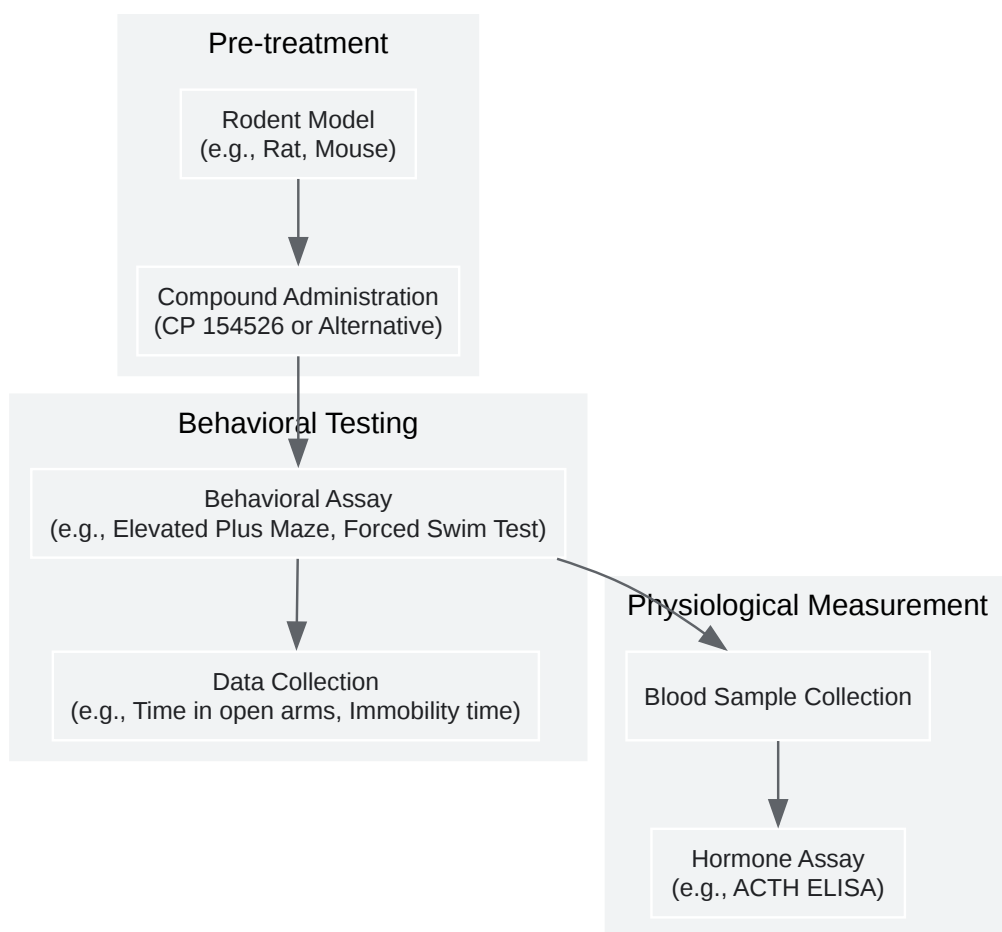 Pre-treatment
Rodent Model
(e.g., Rat, Mouse)
Compound Administration
(CP 154526 or Alternative)
Behavioral Testing
Behavioral Assay
(e.g., Elevated Plus Maze, Forced Swim Test)
Data Collection
(e.g., Time in open arms, Immobility time)
Physiological Measurement
Blood Sample Collection
Hormone Assay
(e.g., ACTH ELISA)